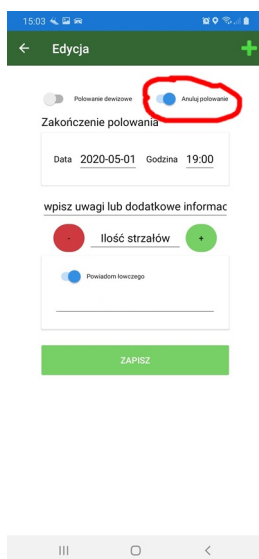 15:03
Edycja
Polowanie dewizowe Anuluj polowanie
Zakończenie polowania
Data 2020-05-01 Godzina 19:00
wpisz uwagi lub dodatkowe informac
- Ilość strzałów +
Powiadom łowczego
ZAPISZ